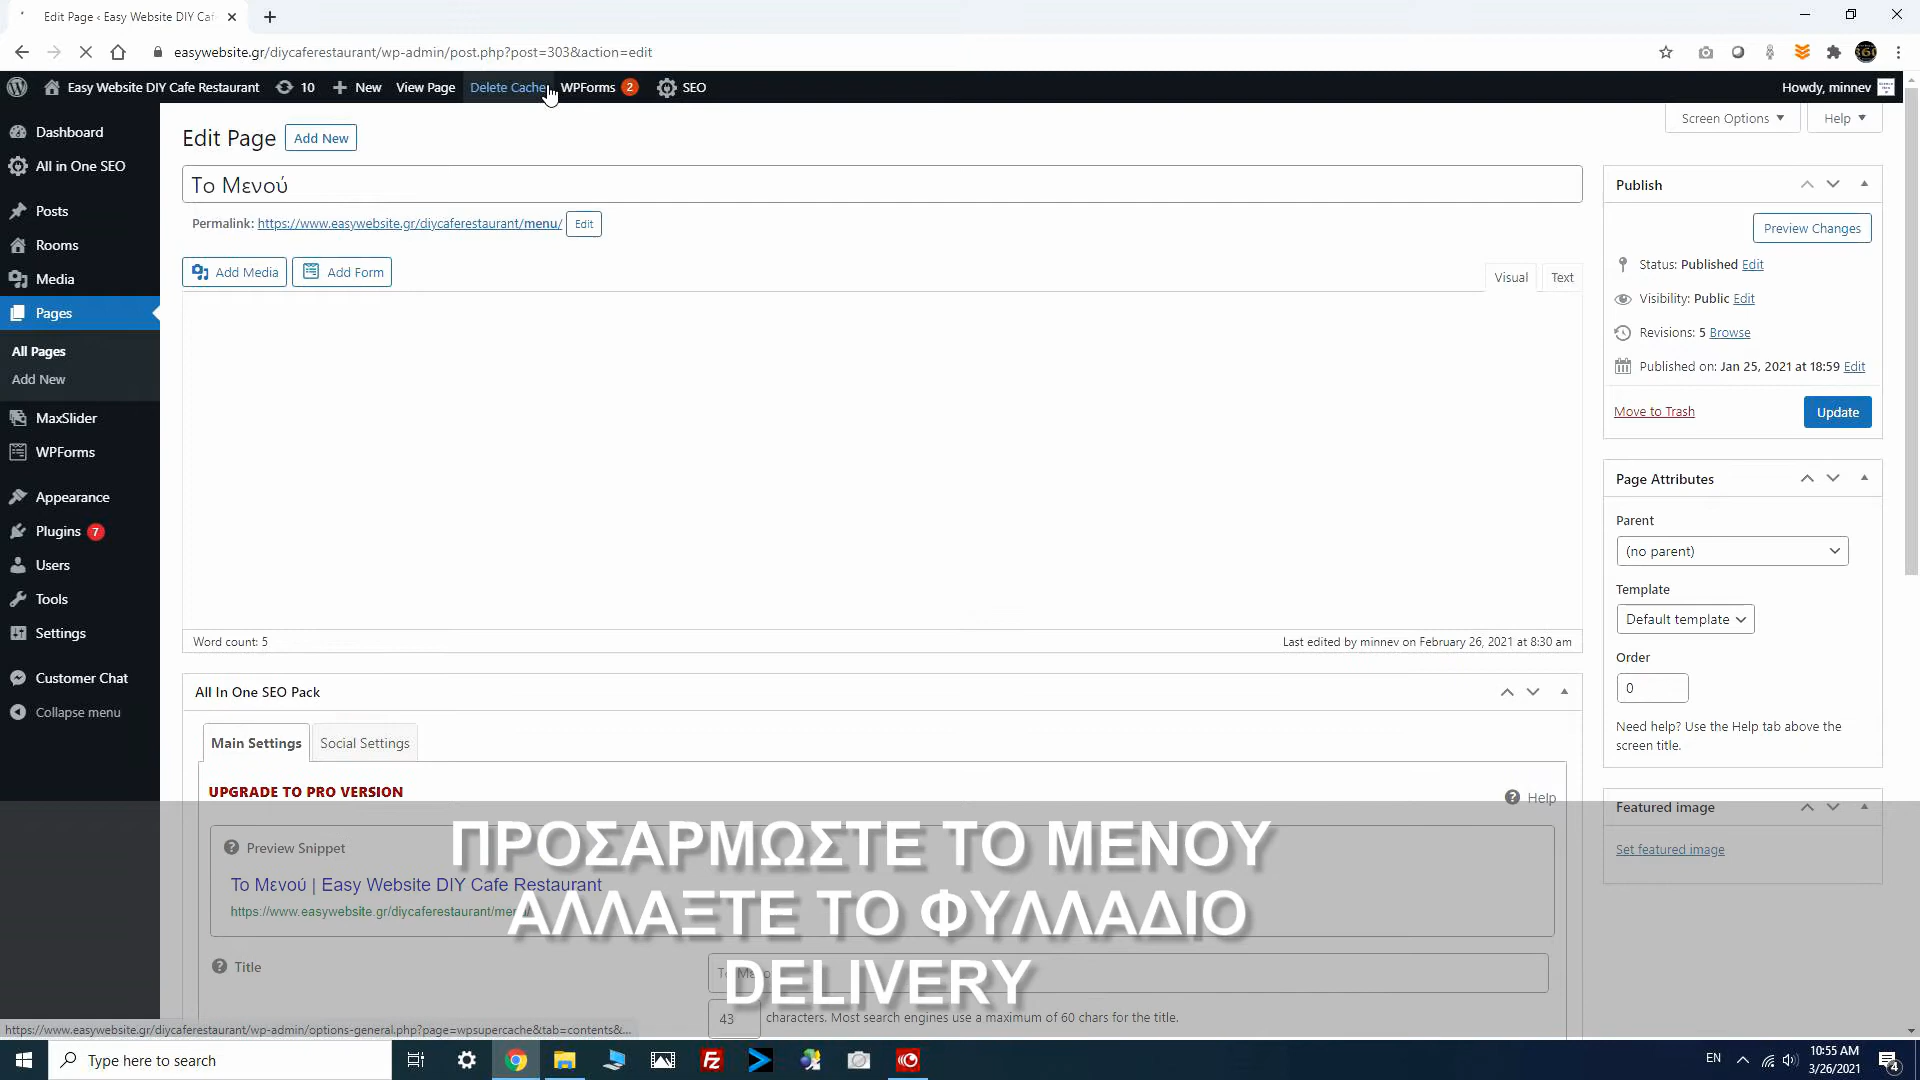 Edit Page ‹ Easy Website DIY Caf
easywebsite.gr/diycaferestaurant/wp-admin/post.php?post=303&action=edit
Easy Website DIY Cafe Restaurant 10 New View Page Delete Cache WPForms 2 SEO Howdy, minnev
Screen Options Help
Dashboard
All in One SEO
Posts
Rooms
Media
Pages
All Pages
Add New
MaxSlider
WPForms
Appearance
Plugins 7
Users
Tools
Settings
Customer Chat
Collapse menu
Edit Page Add New
Το Μενού
Permalink: https://www.easywebsite.gr/diycaferestaurant/menu/ Edit
Add Media Add Form
Visual Text
Word count: 5 Last edited by minnev on February 26, 2021 at 8:30 am
All In One SEO Pack
Main Settings Social Settings
UPGRADE TO PRO VERSION
Help
Preview Snippet
Το Μενού | Easy Website DIY Cafe Restaurant
https://www.easywebsite.gr/diycaferestaurant/menu/
Title
43 characters. Most search engines use a maximum of 60 chars for the title.
Publish
Preview Changes
Status: Published Edit
Visibility: Public Edit
Revisions: 5 Browse
Published on: Jan 25, 2021 at 18:59 Edit
Move to Trash Update
Page Attributes
Parent
(no parent)
Template
Default template
Order
0
Need help? Use the Help tab above the
screen title.
Featured image
Set featured image
ΠΡΟΣΑΡΜΩΣΤΕ ΤΟ ΜΕΝΟΥ
ΑΛΛΑΞΤΕ ΤΟ ΦΥΛΛΑΔΙΟ
DELIVERY
https://www.easywebsite.gr/diycaferestaurant/wp-admin/options-general.php?page=wpsupercache&tab=contents&...
Type here to search
EN
10:55 AM
3/26/2021
4